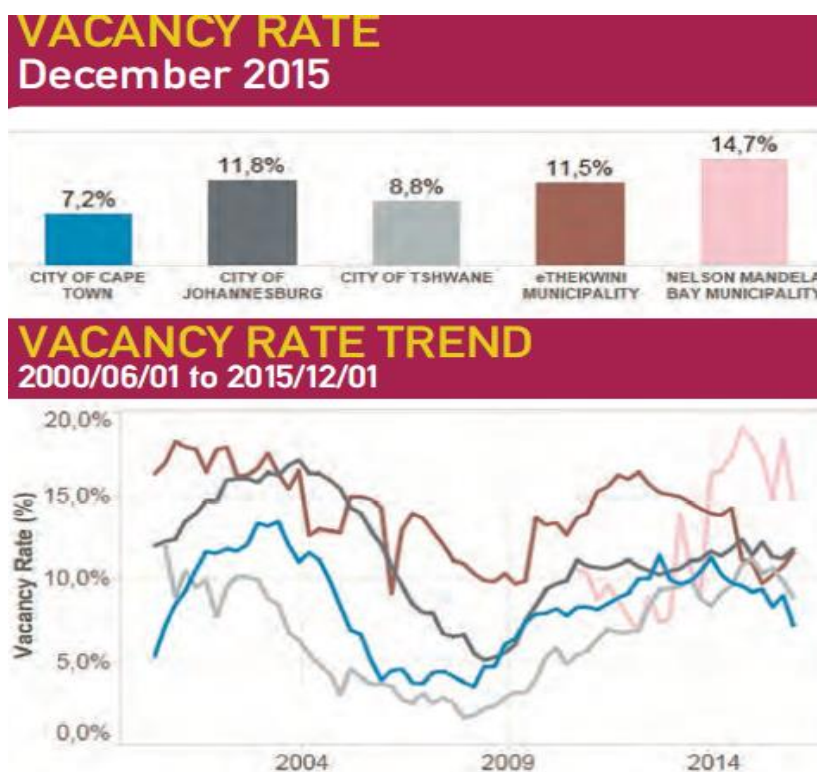 VACANCY RATE
December 2015
7,2%
11,8%
8,8%
11,5%
14,7%
CITY OF CAPE
TOWN
CITY OF
JOHANNESBURG
CITY OF TSHWANE
eTHEKWINI
MUNICIPALITY
NELSON MANDELA
BAY MUNICIPALITY
VACANCY RATE TREND
2000/06/01 to 2015/12/01
Vacancy Rate (%)
20,0%
15,0%
10,0%
5,0%
0,0%
2004
2009
2014